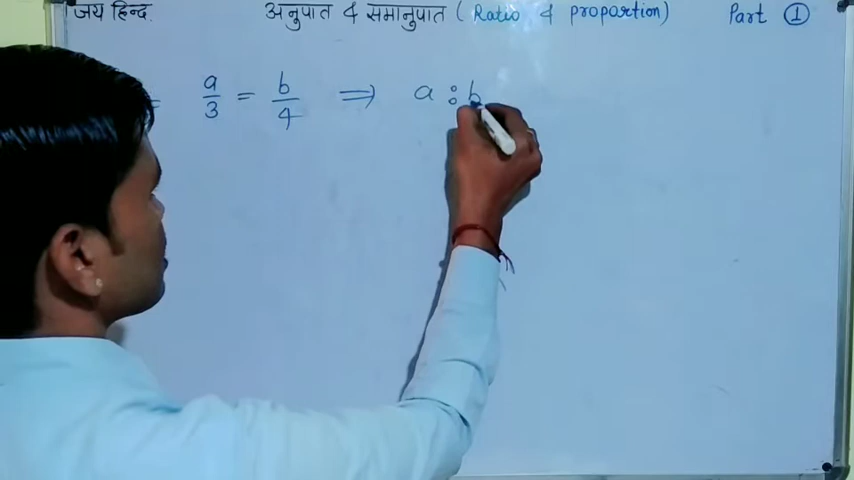 जय हिन्द. अनुपात & समानुपात ( Ratio & proportion) Part ①
= a/3 = b/4 ⇒ a : b